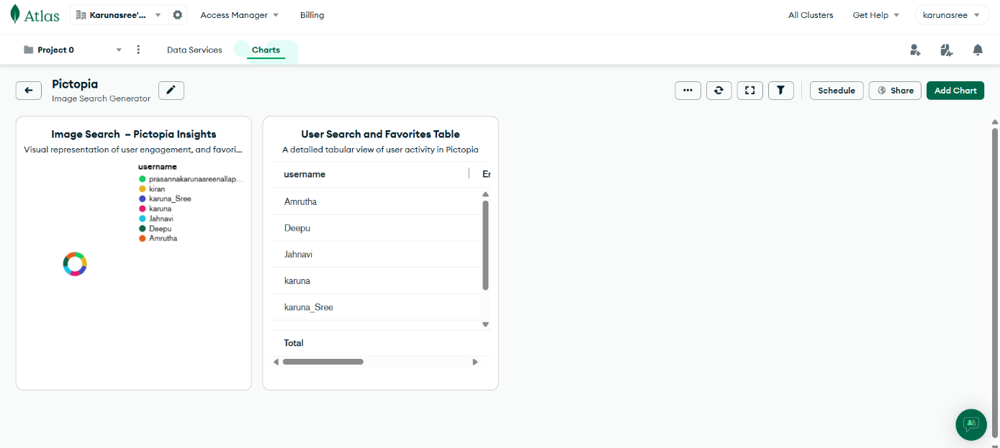 Atlas
Karunasree'...
Access Manager
Billing
All Clusters
Get Help
karunasree
Project 0
Data Services
Charts
Pictopia
Image Search Generator
Schedule
Share
Add Chart
Image Search – Pictopia Insights
Visual representation of user engagement, and favori...
username
prasannakarunasreenallap...
kiran
karuna_Sree
karuna
Jahnavi
Deepu
Amrutha
User Search and Favorites Table
A detailed tabular view of user activity in Pictopia
username
Amrutha
Deepu
Jahnavi
karuna
karuna_Sree
Total